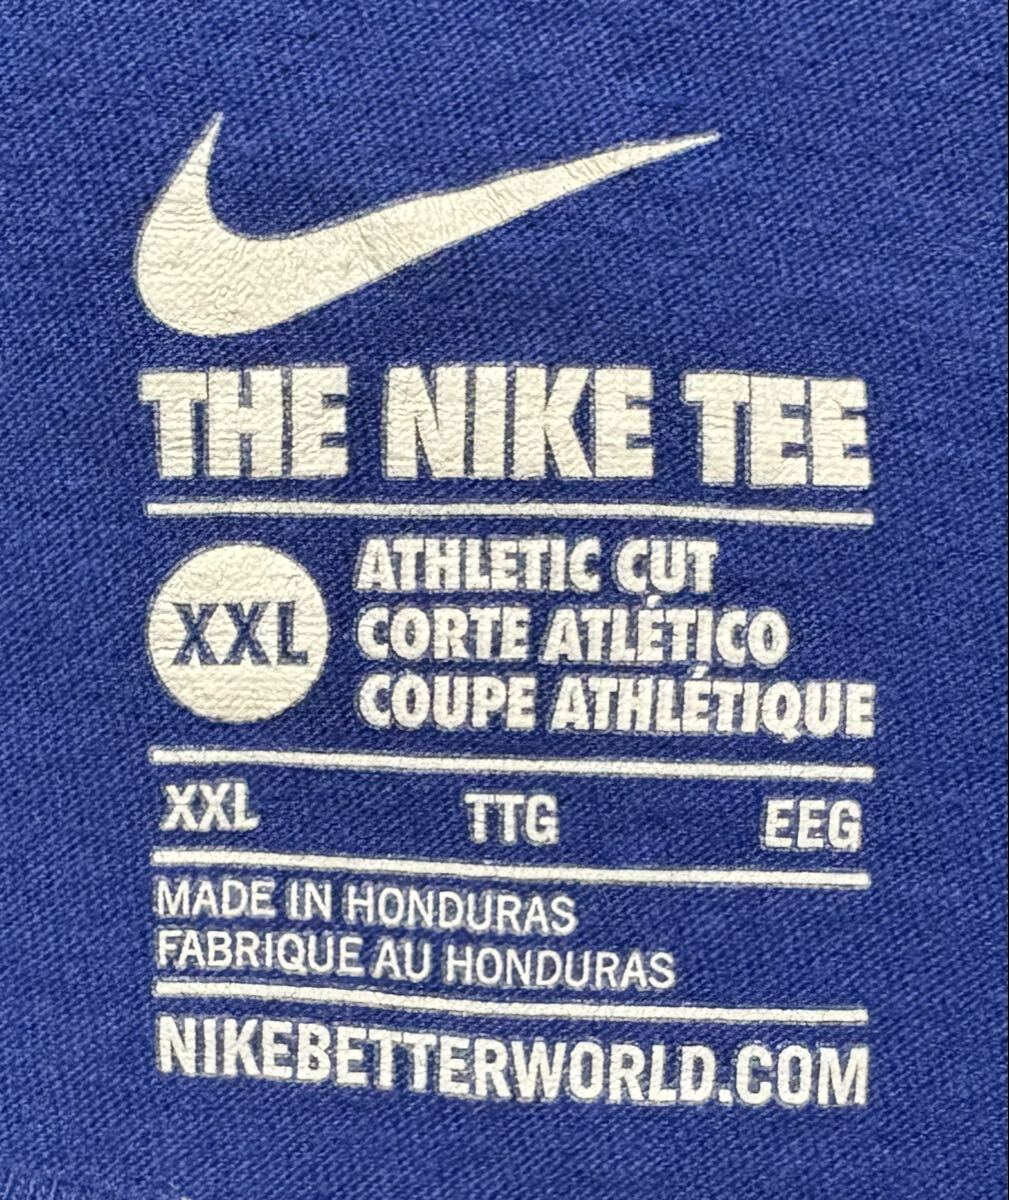 THE NIKE TEE
XXL
ATHLETIC CUT
CORTE ATLÉTICO
COUPE ATHLÉTIQUE
XXL TTG EEG
MADE IN HONDURAS
FABRIQUE AU HONDURAS
NIKEBETTERWORLD.COM